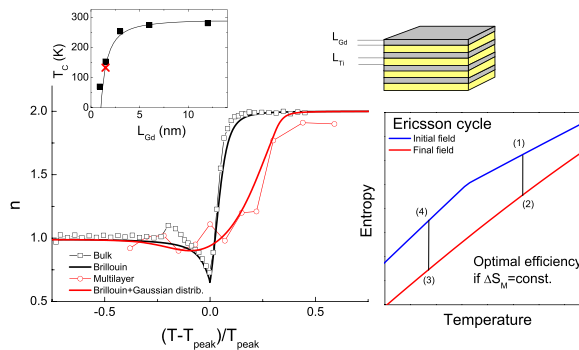 300
200
100
0
T_C (K)
0
5
10
L_Gd (nm)
L_Gd
L_Ti
2.0
1.5
1.0
0.5
n
Bulk
Brillouin
Multilayer
Brillouin+Gaussian distrib.
-0.5
0.0
0.5
(T-T_peak)/T_peak
Ericsson cycle
Initial field
Final field
(1)
(2)
(4)
(3)
Optimal efficiency
if ΔS_M=const.
Entropy
Temperature